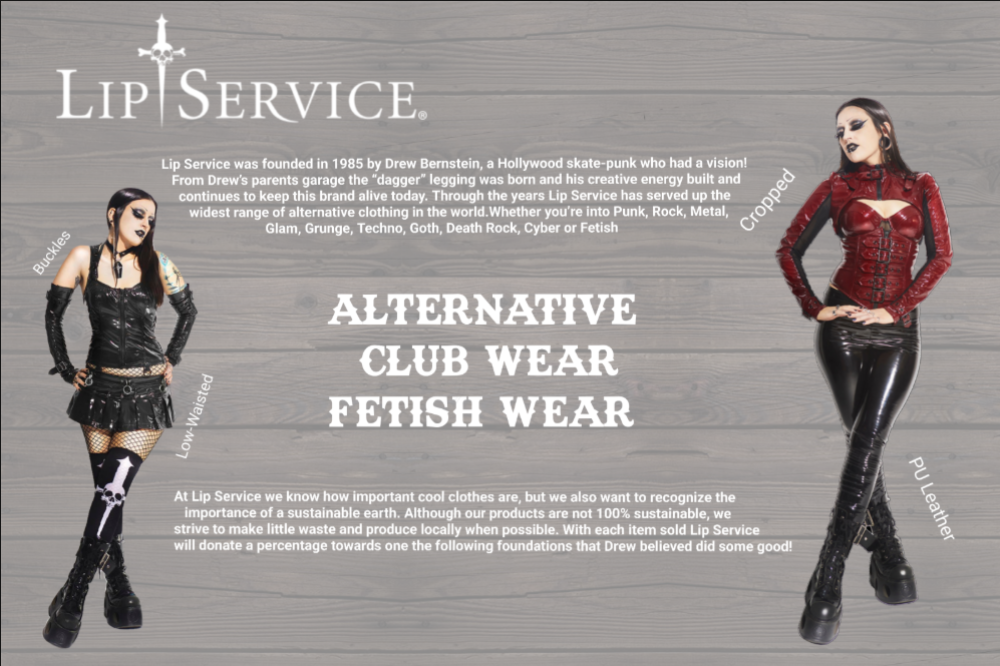 LIP SERVICE®
Lip Service was founded in 1985 by Drew Bernstein, a Hollywood skate-punk who had a vision!
From Drew's parents garage the "dagger" legging was born and his creative energy built and
continues to keep this brand alive today. Through the years Lip Service has served up the
widest range of alternative clothing in the world.Whether you're into Punk, Rock, Metal,
Glam, Grunge, Techno, Goth, Death Rock, Cyber or Fetish
Cropped
Buckles
ALTERNATIVE
CLUB WEAR
FETISH WEAR
Low-Waisted
PU Leather
At Lip Service we know how important cool clothes are, but we also want to recognize the
importance of a sustainable earth. Although our products are not 100% sustainable, we
strive to make little waste and produce locally when possible. With each item sold Lip Service
will donate a percentage towards one the following foundations that Drew believed did some good!